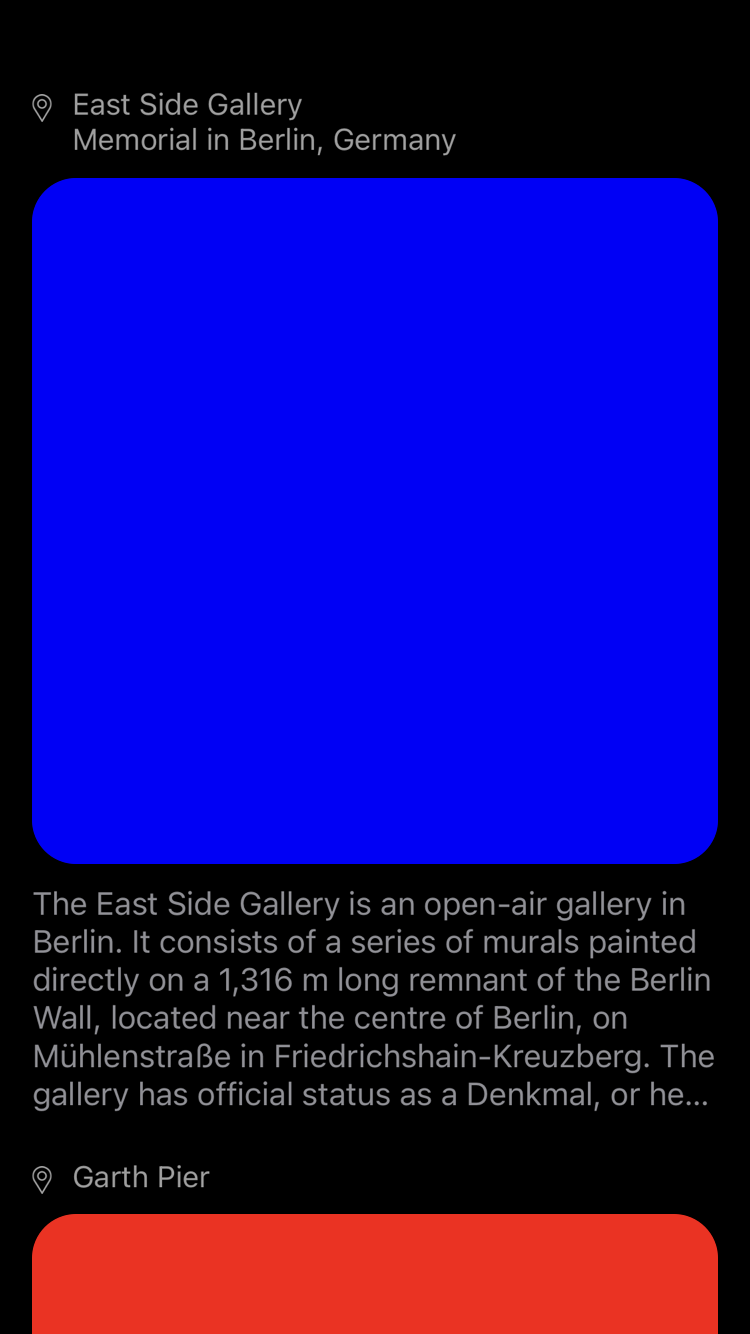 East Side Gallery
Memorial in Berlin, Germany
The East Side Gallery is an open-air gallery in
Berlin. It consists of a series of murals painted
directly on a 1,316 m long remnant of the Berlin
Wall, located near the centre of Berlin, on
Mühlenstraße in Friedrichshain-Kreuzberg. The
gallery has official status as a Denkmal, or he...
Garth Pier